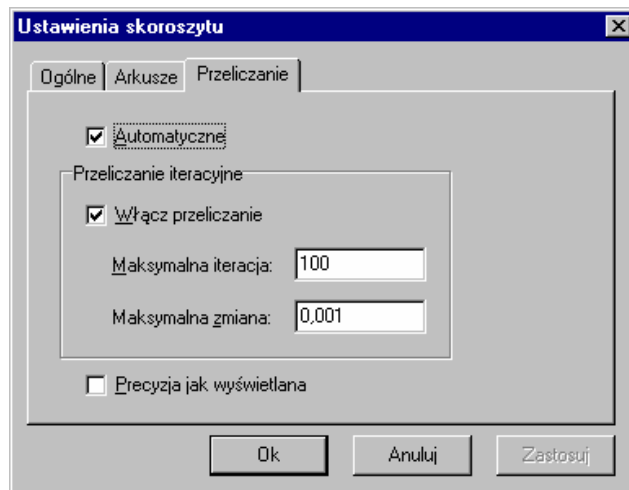 Ustawienia skoroszytu
Ogólne Arkusze Przeliczanie
Automatyczne
Przeliczanie iteracyjne
Włącz przeliczanie
Maksymalna iteracja: 100
Maksymalna zmiana: 0,001
Precyzja jak wyświetlana
Ok Anuluj Zastosuj